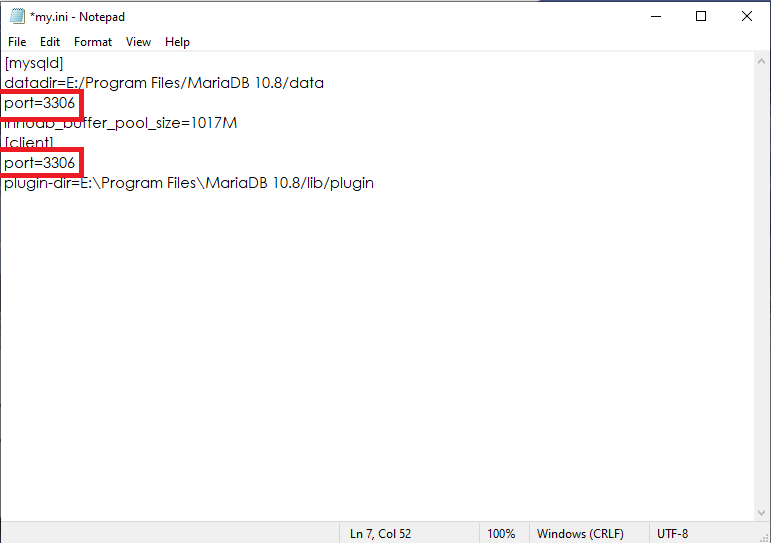 *my.ini - Notepad
File Edit Format View Help
[mysqld]
datadir=E:/Program Files/MariaDB 10.8/data
port=3306
innodb_buffer_pool_size=1017M
[client]
port=3306
plugin-dir=E:\Program Files\MariaDB 10.8/lib/plugin
Ln 7, Col 52 100% Windows (CRLF) UTF-8